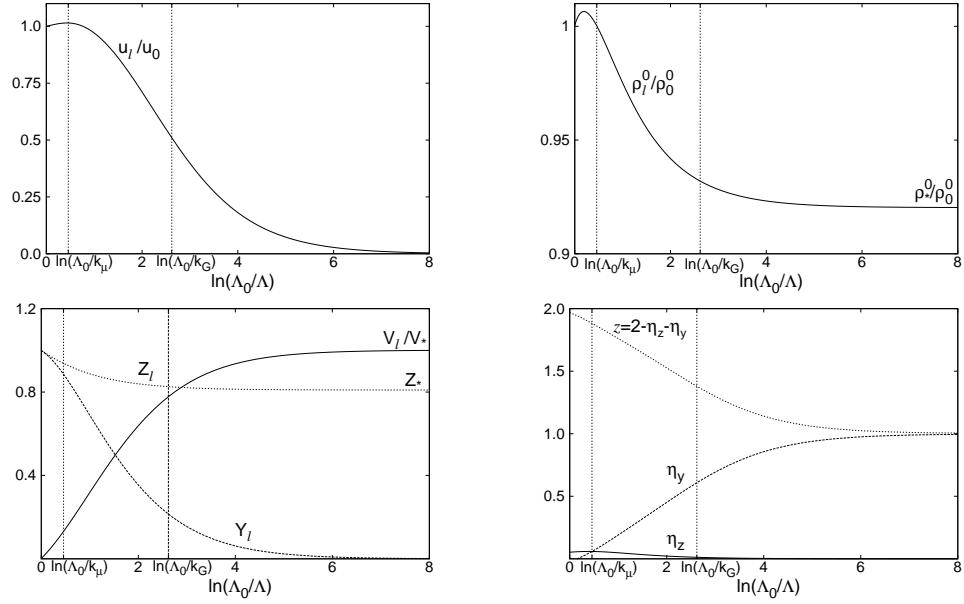 1.0
0.75
0.5
0.25
0.0
u_l/u_0
0 ln(Λ_0/k_μ) 2 ln(Λ_0/k_G) 4 6 8
ln(Λ_0/Λ)
1
0.95
0.9
ρ_l^0/ρ_0^0
ρ_*^0/ρ_0^0
0 ln(Λ_0/k_μ) 2 ln(Λ_0/k_G) 4 6 8
ln(Λ_0/Λ)
1.2
0.8
0.4
V_l/V_*
Z_l
Z_*
Y_l
0 ln(Λ_0/k_μ) 2 ln(Λ_0/k_G) 4 6 8
ln(Λ_0/Λ)
2.0
1.5
1.0
0.5
z=2-η_z-η_y
η_y
η_z
0 ln(Λ_0/k_μ) 2 ln(Λ_0/k_G) 4 6 8
ln(Λ_0/Λ)